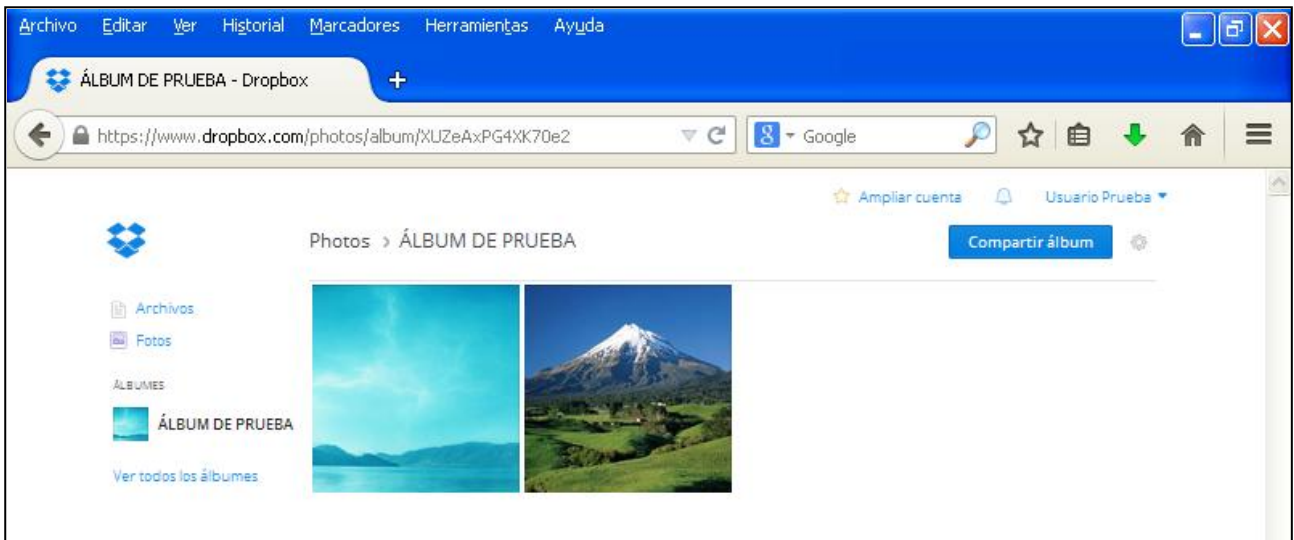 Archivo Editar Ver Historial Marcadores Herramientas Ayuda
ÁLBUM DE PRUEBA - Dropbox
https://www.dropbox.com/photos/album/XUZeAxPG4XK70e2
Google
Ampliar cuenta Usuario Prueba
Photos › ÁLBUM DE PRUEBA Compartir álbum
Archivos
Fotos
ÁLBUMES
ÁLBUM DE PRUEBA
Ver todos los álbumes